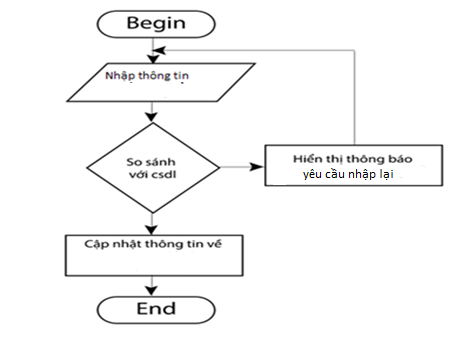 Begin
Nhập thông tin
So sánh
với csdl
Hiển thị thông báo
yêu cầu nhập lại
Cập nhật thông tin về
End